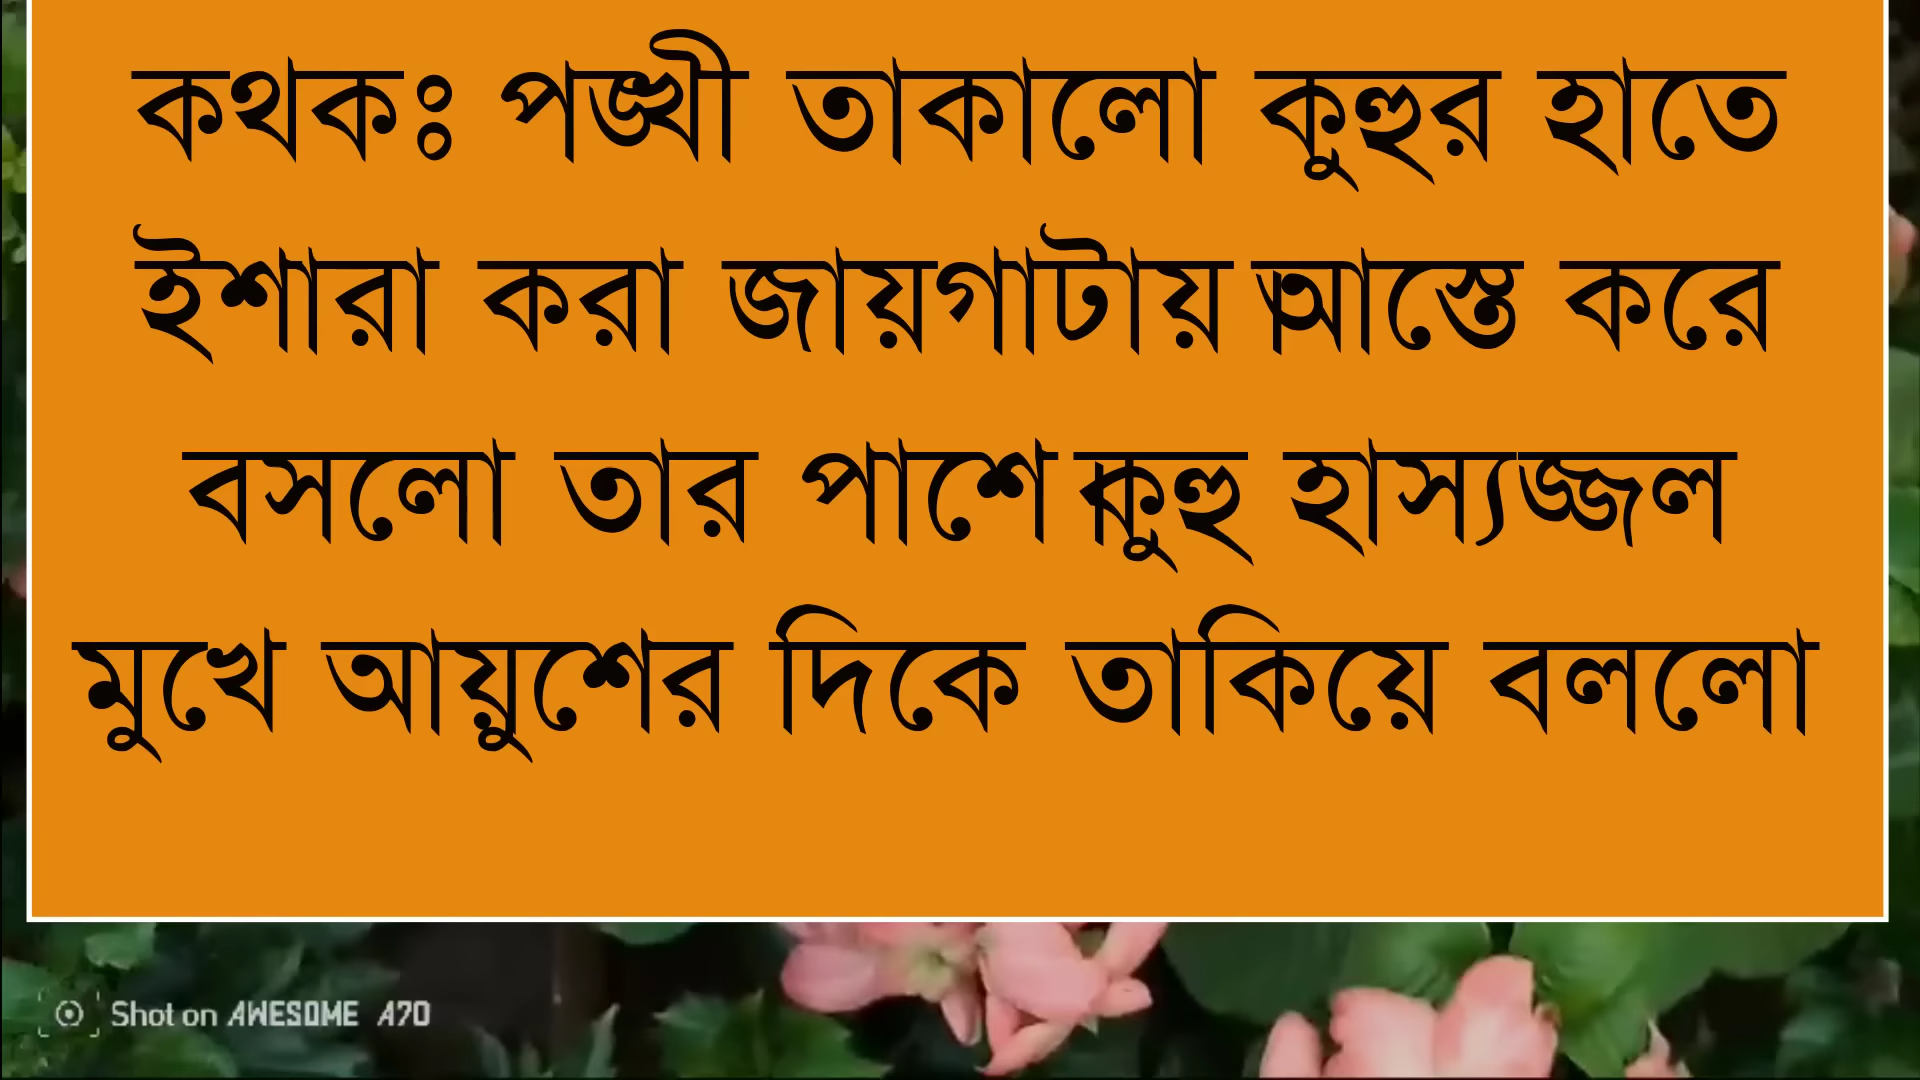 কথকঃ পঙ্খী তাকালো কুহুর হাতে
ইশারা করা জায়গাটায়।আস্তে করে
বসলো তার পাশে।কুহু হাস্যজ্জল
মুখে আয়ুশের দিকে তাকিয়ে বললো
Shot on AWESOME A70